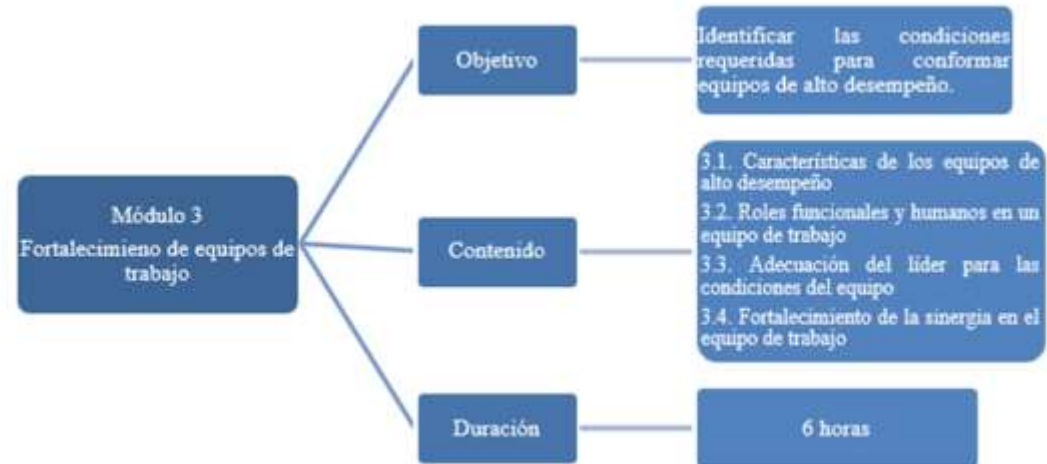 Módulo 3
Fortalecimieno de equipos de
trabajo
Objetivo
Identificar las condiciones
requeridas para conformar
equipos de alto desempeño.
Contenido
3.1. Características de los equipos de
alto desempeño
3.2. Roles funcionales y humanos en un
equipo de trabajo
3.3. Adecuación del líder para las
condiciones del equipo
3.4. Fortalecimiento de la sinergia en el
equipo de trabajo
Duración
6 horas